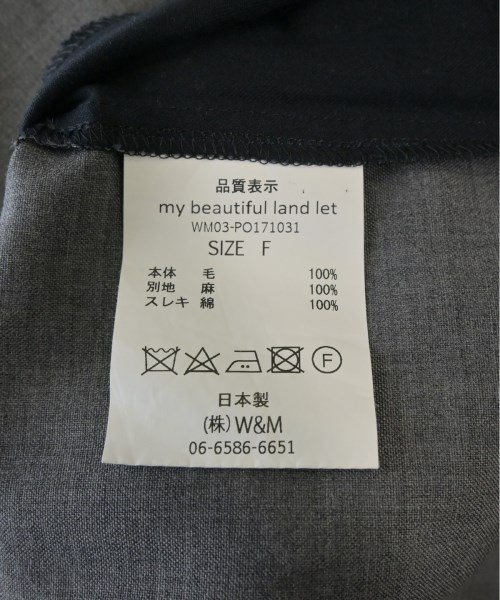 品質表示
my beautiful land let
WM03-PO171031
SIZE F
本体 毛 100%
別地 麻 100%
スレキ 綿 100%
F
日本製
(株)W&M
06-6586-6651